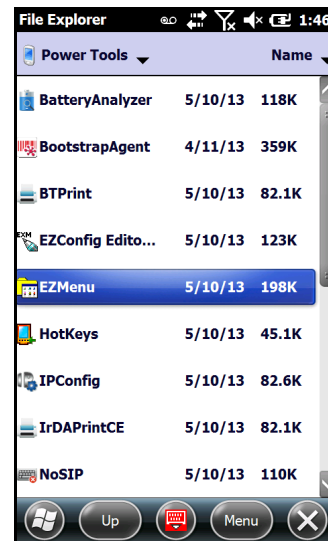 File Explorer 1:46
Power Tools Name
BatteryAnalyzer 5/10/13 118K
BootstrapAgent 4/11/13 359K
BTPrint 5/10/13 82.1K
EZConfig Edito... 5/10/13 123K
EZMenu 5/10/13 198K
HotKeys 5/10/13 45.1K
IPConfig 5/10/13 82.6K
IrDAPrintCE 5/10/13 82.1K
NoSIP 5/10/13 110K
Up Menu